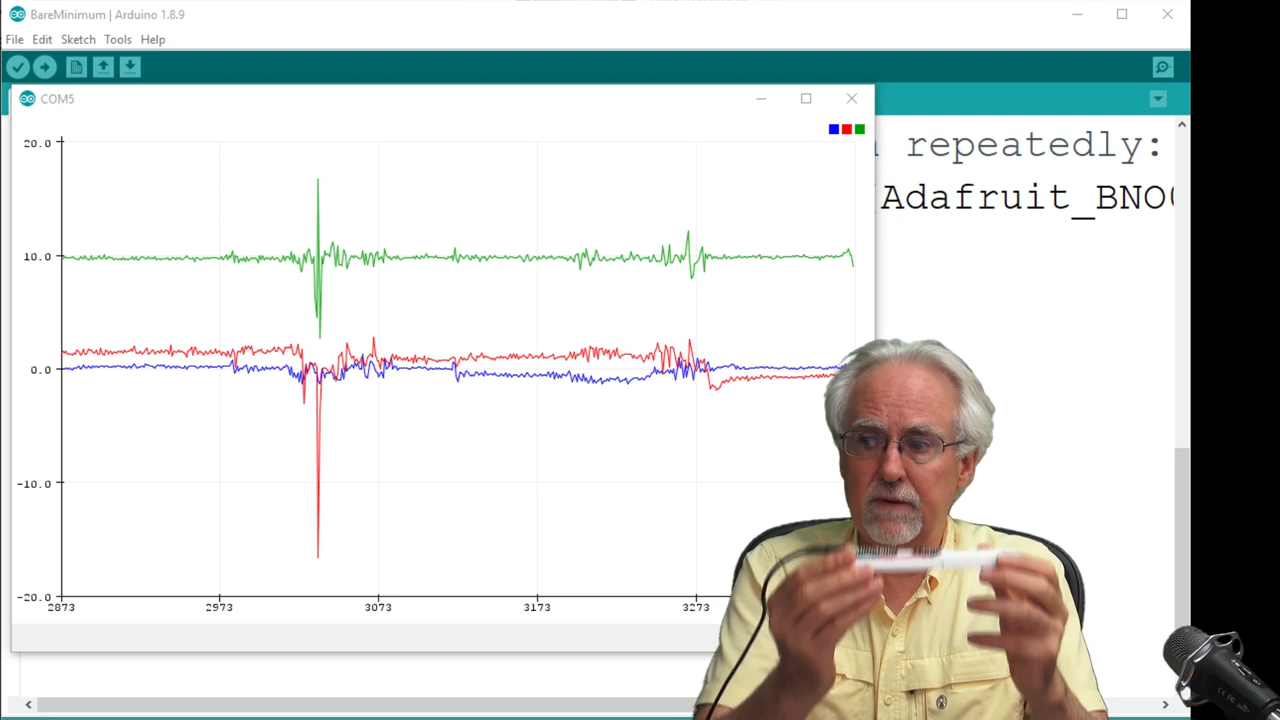 BareMinimum | Arduino 1.8.9
File Edit Sketch Tools Help
COM5
repeatedly:
(Adafruit_BNO0
20.0
10.0
0.0
-10.0
-20.0
2873 2973 3073 3173 3273